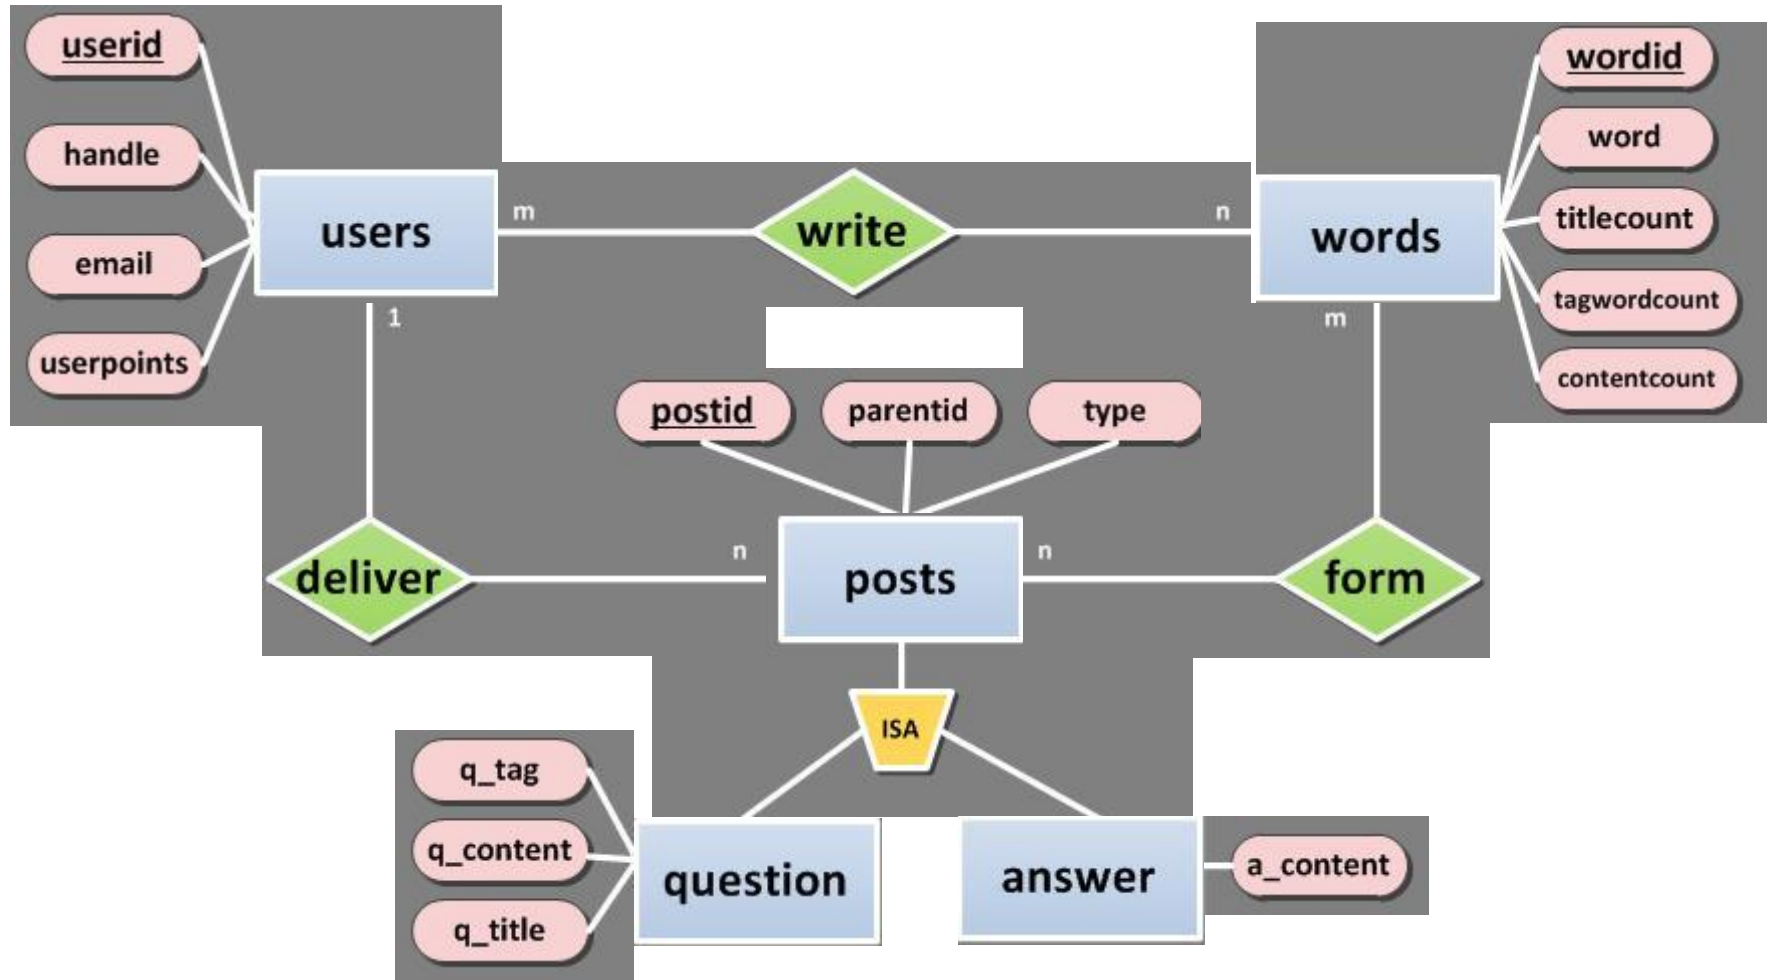 userid
handle
email
userpoints
users
m
write
n
words
wordid
word
titlecount
tagwordcount
contentcount
1
m
postid
parentid
type
deliver
n
posts
n
form
ISA
q_tag
q_content
q_title
question
answer
a_content